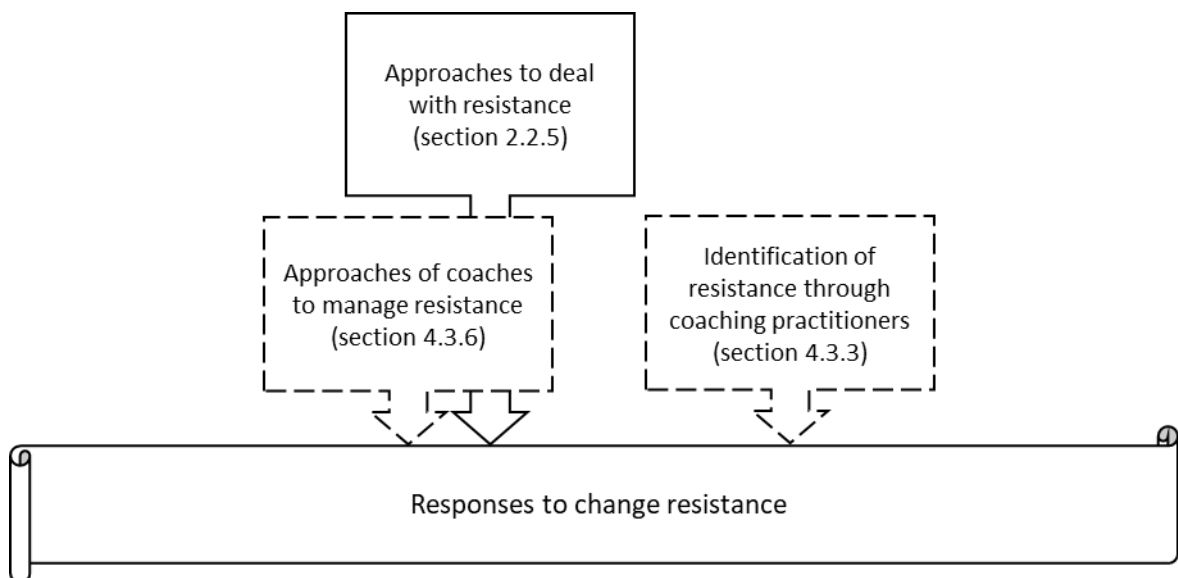 Approaches to deal
with resistance
(section 2.2.5)
Approaches of coaches
to manage resistance
(section 4.3.6)
Identification of
resistance through
coaching practitioners
(section 4.3.3)
Responses to change resistance